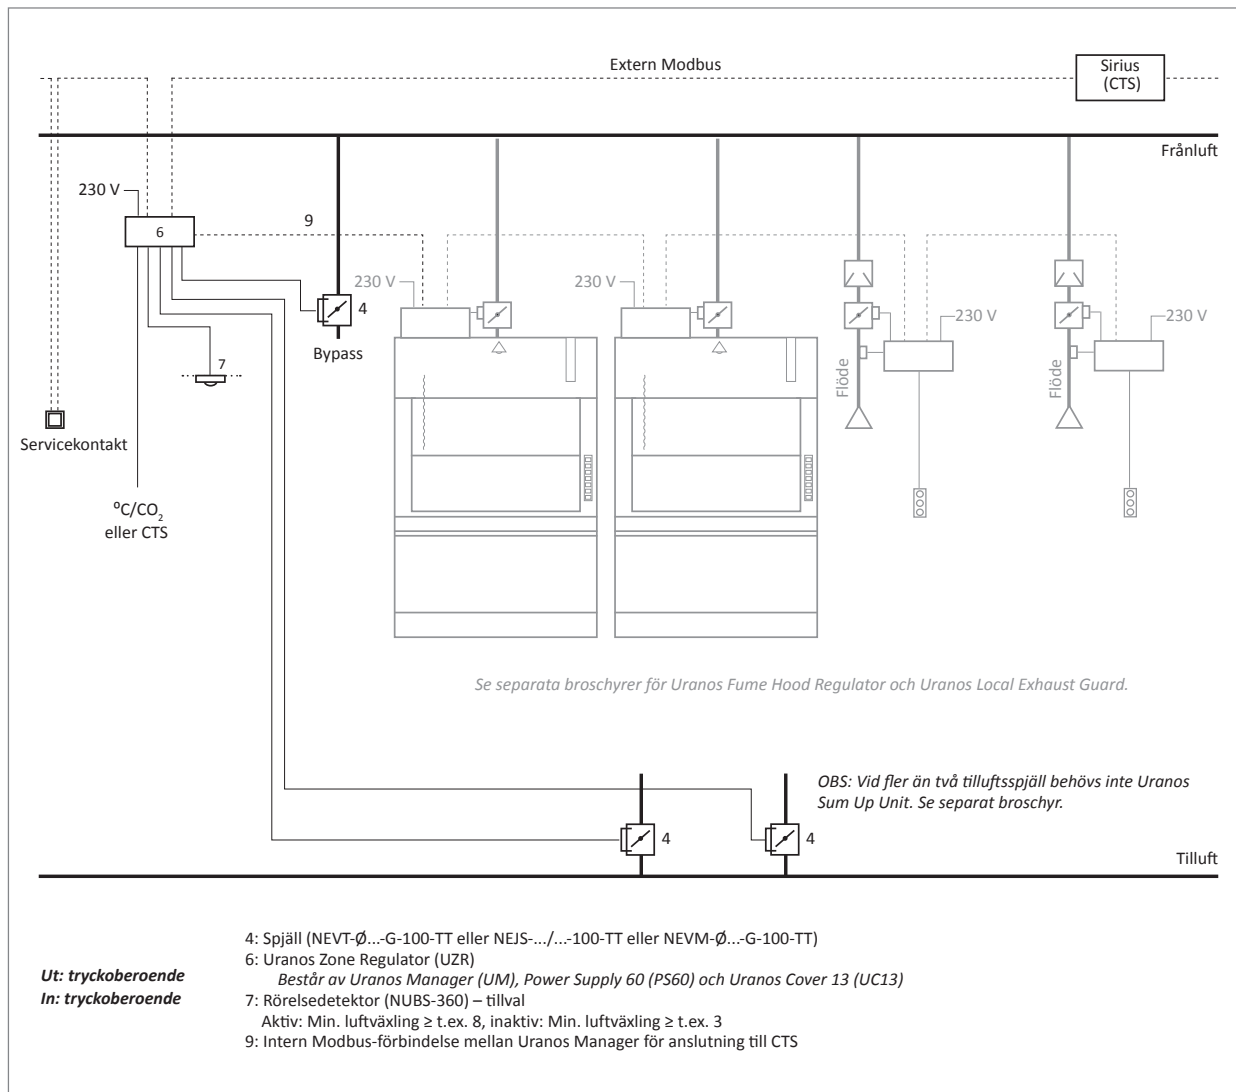 Extern Modbus
Sirius
(CTS)
Frånluft
230 V
6
9
230 V
230 V
4
230 V
230 V
Bypass
7
Flöde
Flöde
Servicekontakt
ºC/CO2
eller CTS
Se separata broschyrer för Uranos Fume Hood Regulator och Uranos Local Exhaust Guard.
OBS: Vid fler än två tilluftsspjäll behövs inte Uranos
Sum Up Unit. Se separat broschyr.
4
4
Tilluft
Ut: tryckoberoende
In: tryckoberoende
4: Spjäll (NEVT-Ø...-G-100-TT eller NEJS-.../...-100-TT eller NEVM-Ø...-G-100-TT)
6: Uranos Zone Regulator (UZR)
Består av Uranos Manager (UM), Power Supply 60 (PS60) och Uranos Cover 13 (UC13)
7: Rörelsedetektor (NUBS-360) – tillval
Aktiv: Min. luftväxling ≥ t.ex. 8, inaktiv: Min. luftväxling ≥ t.ex. 3
9: Intern Modbus-förbindelse mellan Uranos Manager för anslutning till CTS